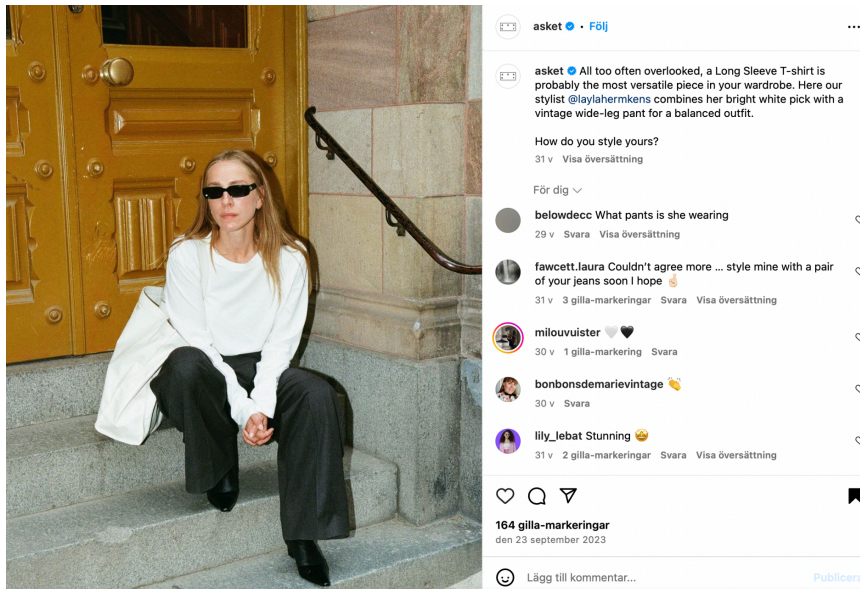 asket • Följ
asket All too often overlooked, a Long Sleeve T-shirt is
probably the most versatile piece in your wardrobe. Here our
stylist @laylahermkens combines her bright white pick with a
vintage wide-leg pant for a balanced outfit.
How do you style yours?
31 v Visa översättning
För dig
belowdecc What pants is she wearing
29 v Svara Visa översättning
fawcett.laura Couldn’t agree more ... style mine with a pair
of your jeans soon I hope 🤞🏻
31 v 3 gilla-markeringar Svara Visa översättning
milouvuister 🤍🖤
30 v 1 gilla-markering Svara
bonbonsdemarievintage 👏
30 v Svara
lily_lebat Stunning 🤩
31 v 2 gilla-markeringar Svara Visa översättning
164 gilla-markeringar
den 23 september 2023
Lägg till kommentar... Publicera